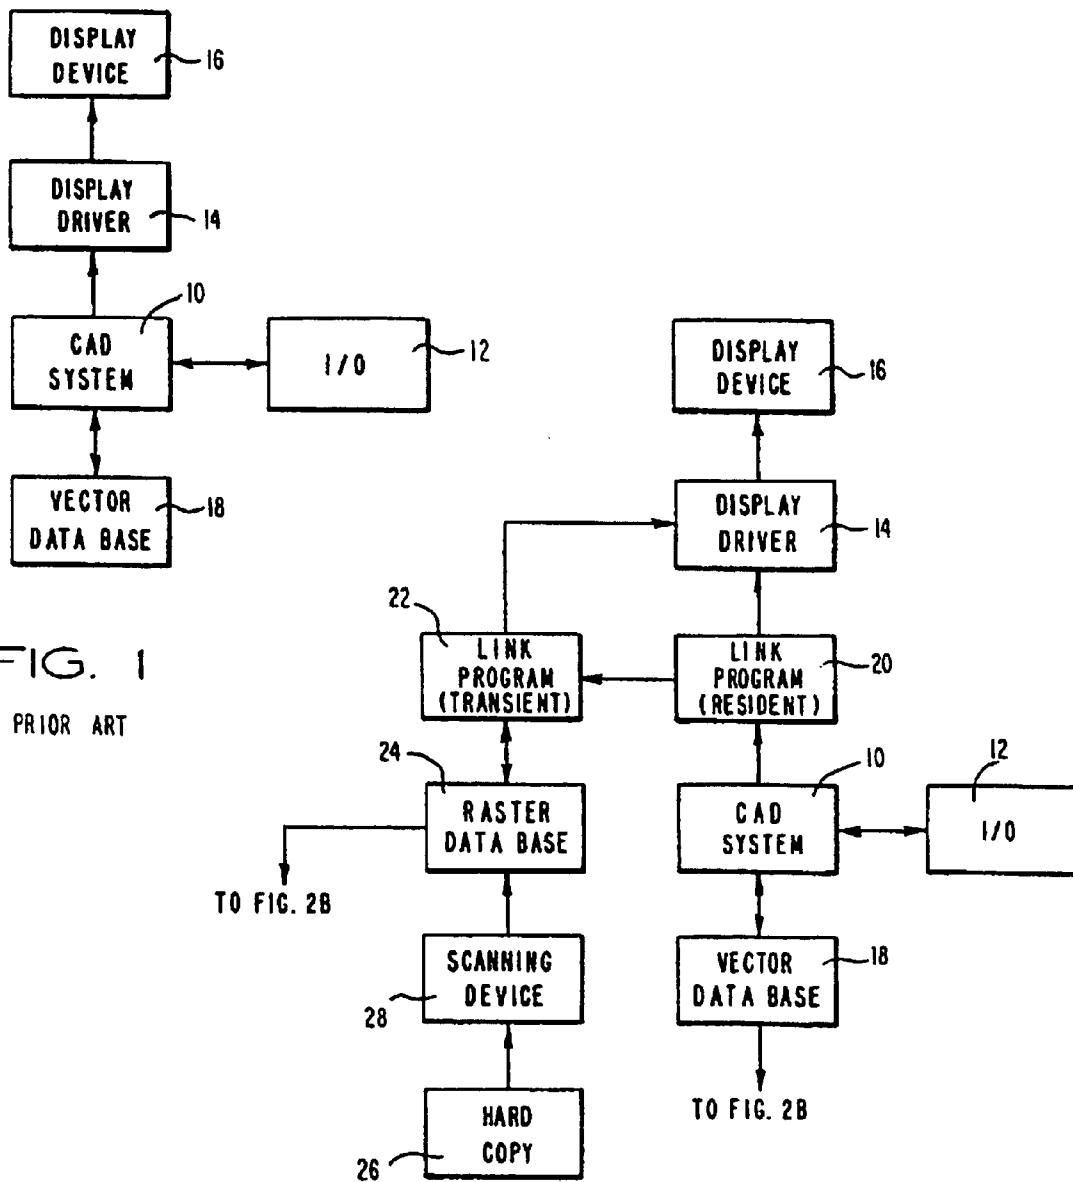 DISPLAY
DEVICE
16
DISPLAY
DRIVER
14
10
CAD
SYSTEM
I/O
12
VECTOR
DATA BASE
18
FIG. 1
PRIOR ART
DISPLAY
DEVICE
16
DISPLAY
DRIVER
14
22
LINK
PROGRAM
(TRANSIENT)
LINK
PROGRAM
(RESIDENT)
20
24
RASTER
DATA BASE
10
CAD
SYSTEM
12
I/O
TO FIG. 2B
SCANNING
DEVICE
28
VECTOR
DATA BASE
18
HARD
COPY
26
TO FIG. 2B